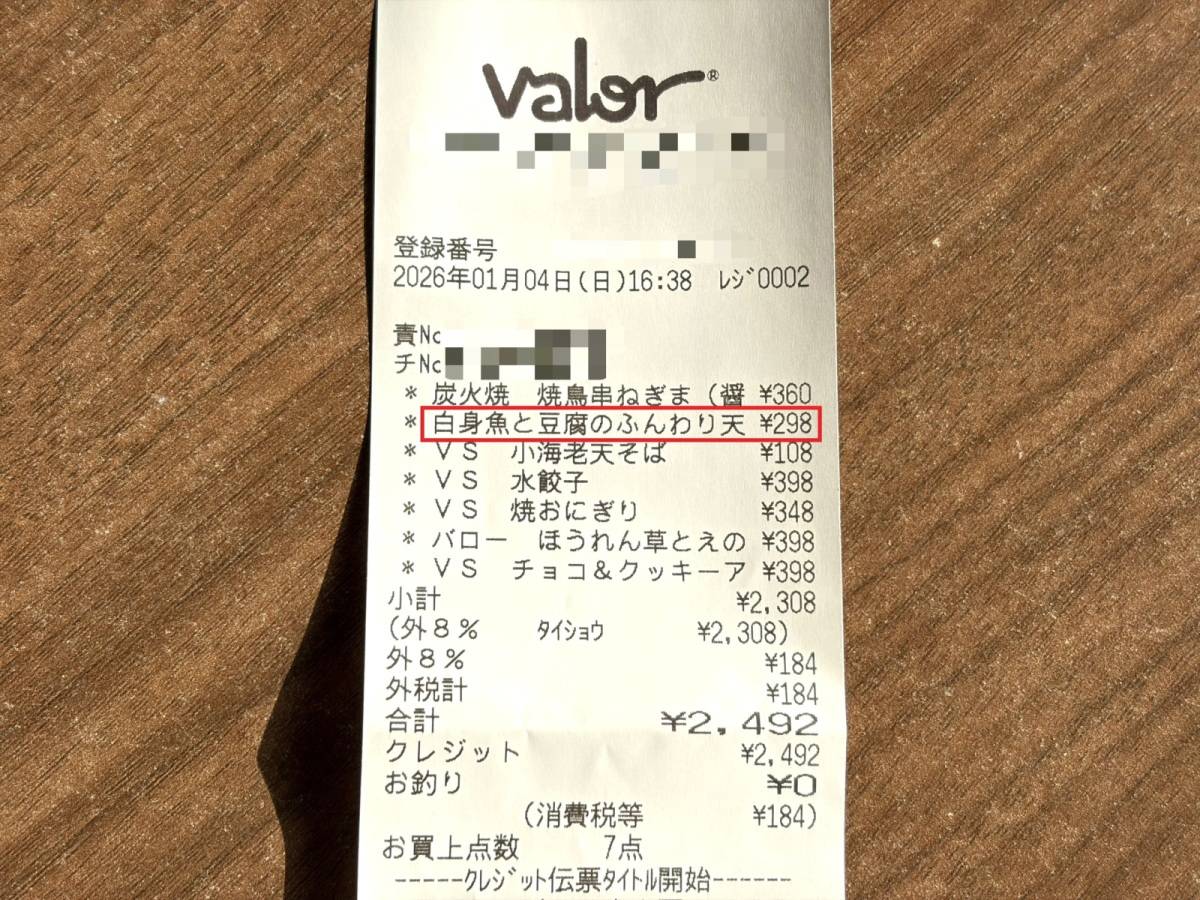 valor®
登録番号
2026年01月04日(日)16:38 ﾚｼﾞ0002
責No
チNo
* 炭火焼 焼鳥串ねぎま(醤 ¥360
* 白身魚と豆腐のふんわり天 ¥298
* VS 小海老天そば ¥108
* VS 水餃子 ¥398
* VS 焼おにぎり ¥348
* バロー ほうれん草とえの ¥398
* VS チョコ&クッキーア ¥398
小計 ¥2,308
(外8% ﾀｲｼｮｳ ¥2,308)
外8% ¥184
外税計 ¥184
合計 ¥2,492
クレジット ¥2,492
お釣り ¥0
(消費税等 ¥184)
お買上点数 7点
-----ｸﾚｼﾞｯﾄ伝票ﾀｲﾄﾙ開始------